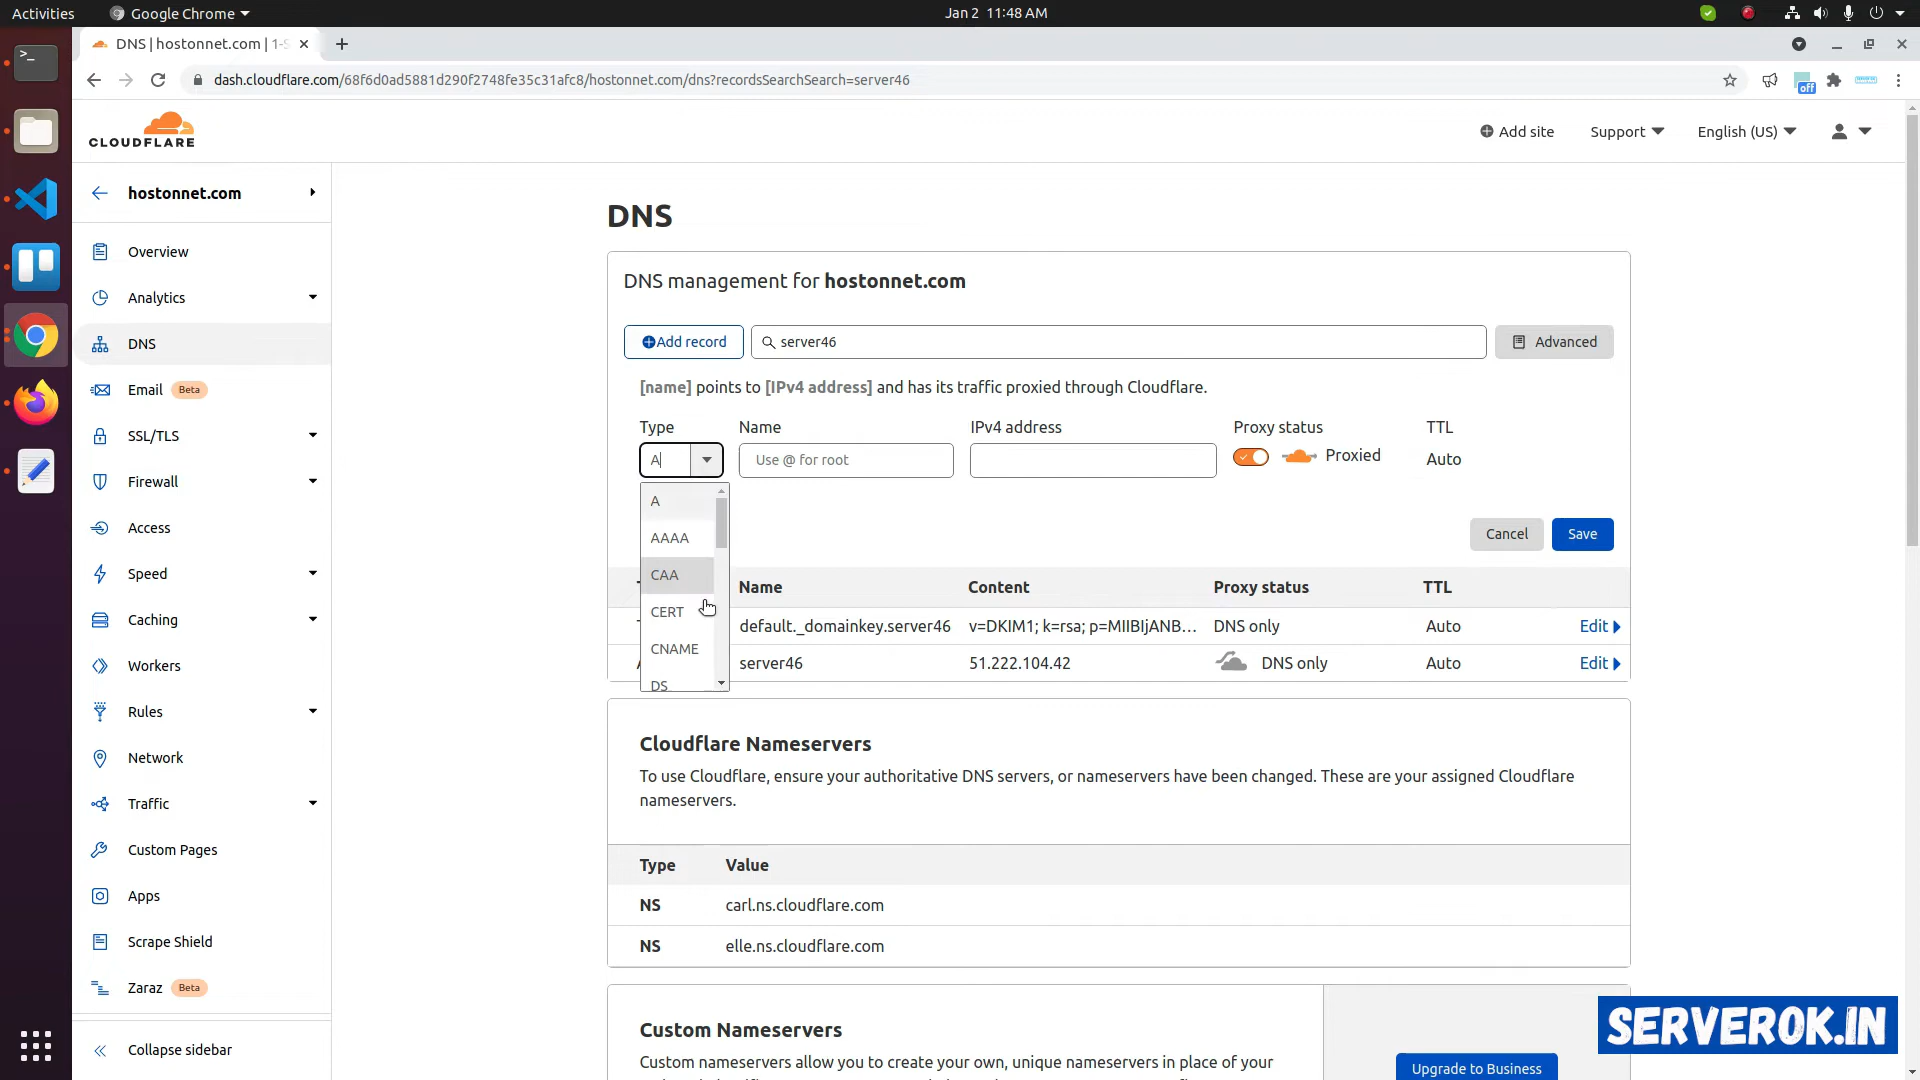 Activities
Google Chrome
Jan 2 11:48 AM
DNS | hostonnet.com | 1-S
dash.cloudflare.com/68f6d0ad5881d290f2748fe35c31afc8/hostonnet.com/dns?recordsSearchSearch=server46
off
CLOUDFLARE
Add site
Support
English (US)
hostonnet.com
Overview
Analytics
DNS
Email Beta
SSL/TLS
Firewall
Access
Speed
Caching
Workers
Rules
Network
Traffic
Custom Pages
Apps
Scrape Shield
Zaraz Beta
Collapse sidebar
DNS
DNS management for hostonnet.com
Add record
server46
Advanced
[name] points to [IPv4 address] and has its traffic proxied through Cloudflare.
Type Name IPv4 address Proxy status TTL
A Use @ for root Proxied Auto
A
AAAA
CAA
CERT
CNAME
DS
Cancel Save
Name Content Proxy status TTL
default._domainkey.server46 v=DKIM1; k=rsa; p=MIIBIjANB... DNS only Auto Edit
server46 51.222.104.42 DNS only Auto Edit
Cloudflare Nameservers
To use Cloudflare, ensure your authoritative DNS servers, or nameservers have been changed. These are your assigned Cloudflare
nameservers.
Type Value
NS carl.ns.cloudflare.com
NS elle.ns.cloudflare.com
Custom Nameservers
Custom nameservers allow you to create your own, unique nameservers in place of your
Upgrade to Business
SERVEROK.IN